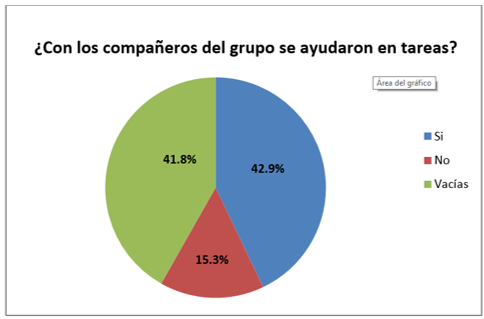 ¿Con los compañeros del grupo se ayudaron en tareas?
Área del gráfico
41.8%
42.9%
15.3%
Si
No
Vacías